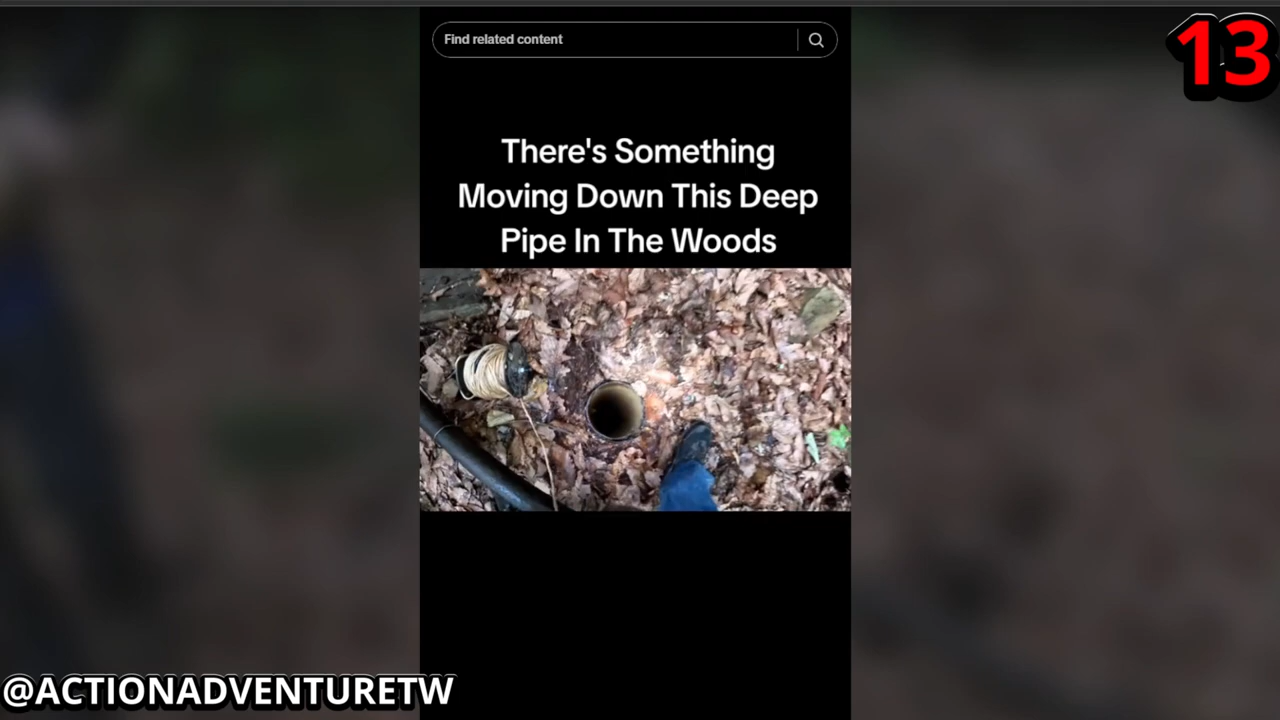 Find related content
13
There's Something
Moving Down This Deep
Pipe In The Woods
@ACTIONADVENTURETW